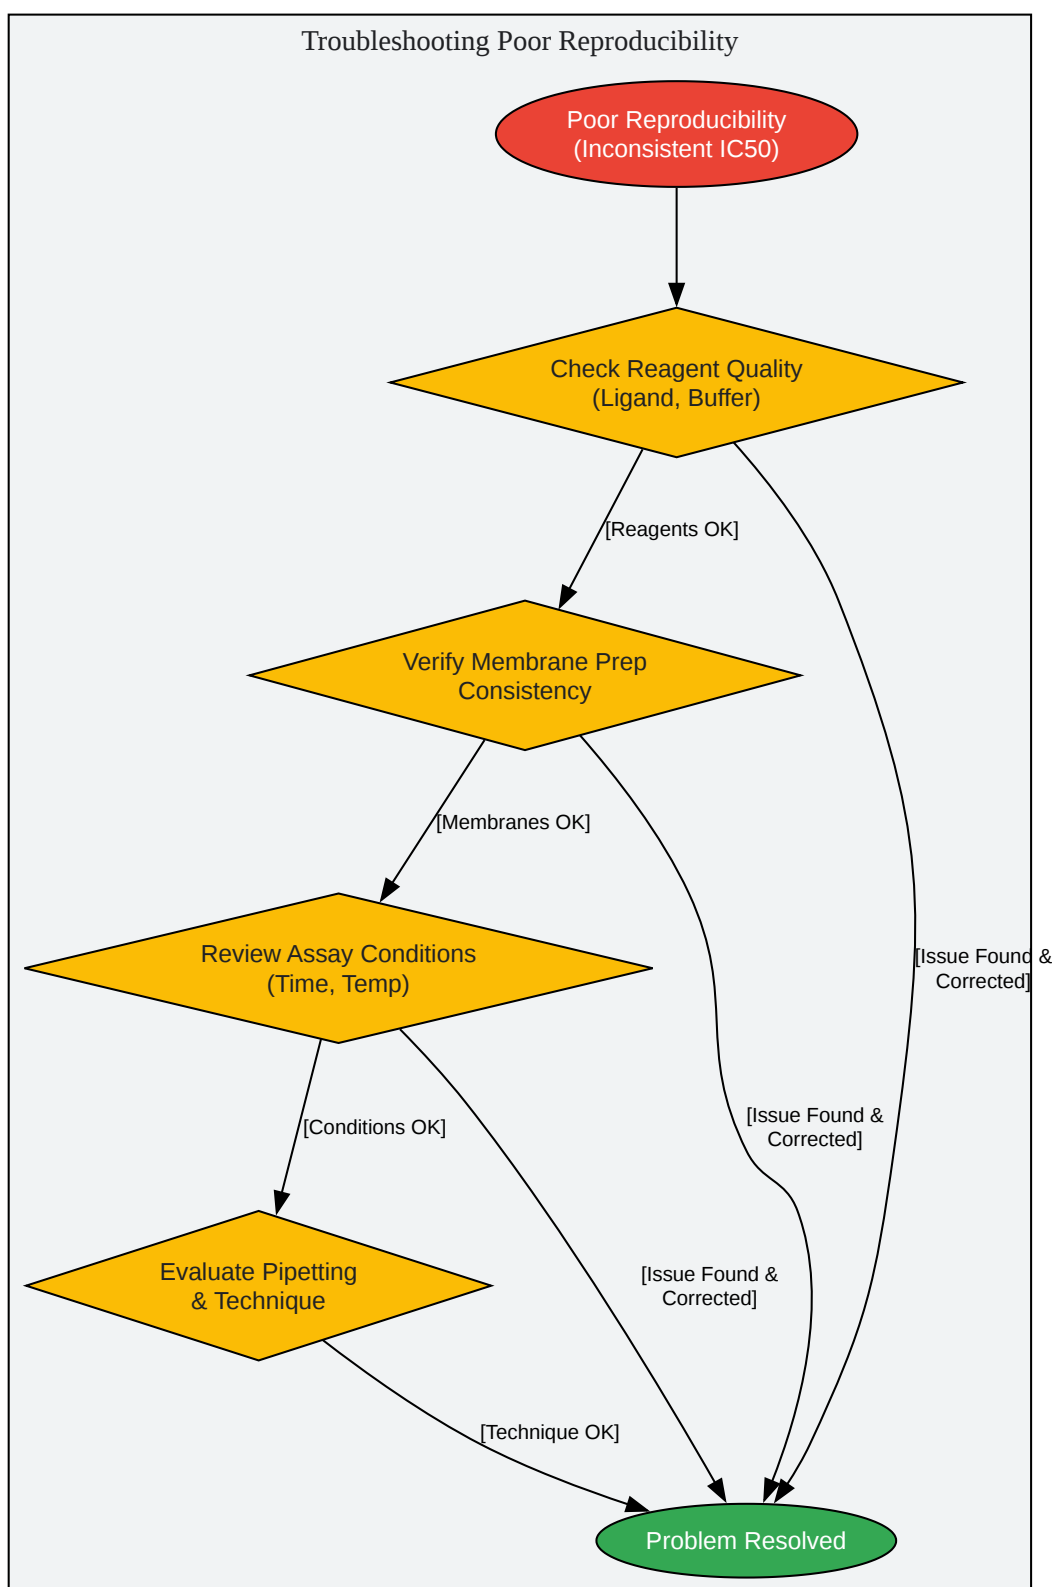 Troubleshooting Poor Reproducibility
Poor Reproducibility
(Inconsistent IC50)
Check Reagent Quality
(Ligand, Buffer)
[Reagents OK]
Verify Membrane Prep
Consistency
[Membranes OK]
Review Assay Conditions
(Time, Temp)
[Issue Found &
Corrected]
[Conditions OK]
[Issue Found &
Corrected]
Evaluate Pipetting
& Technique
[Issue Found &
Corrected]
[Technique OK]
Problem Resolved